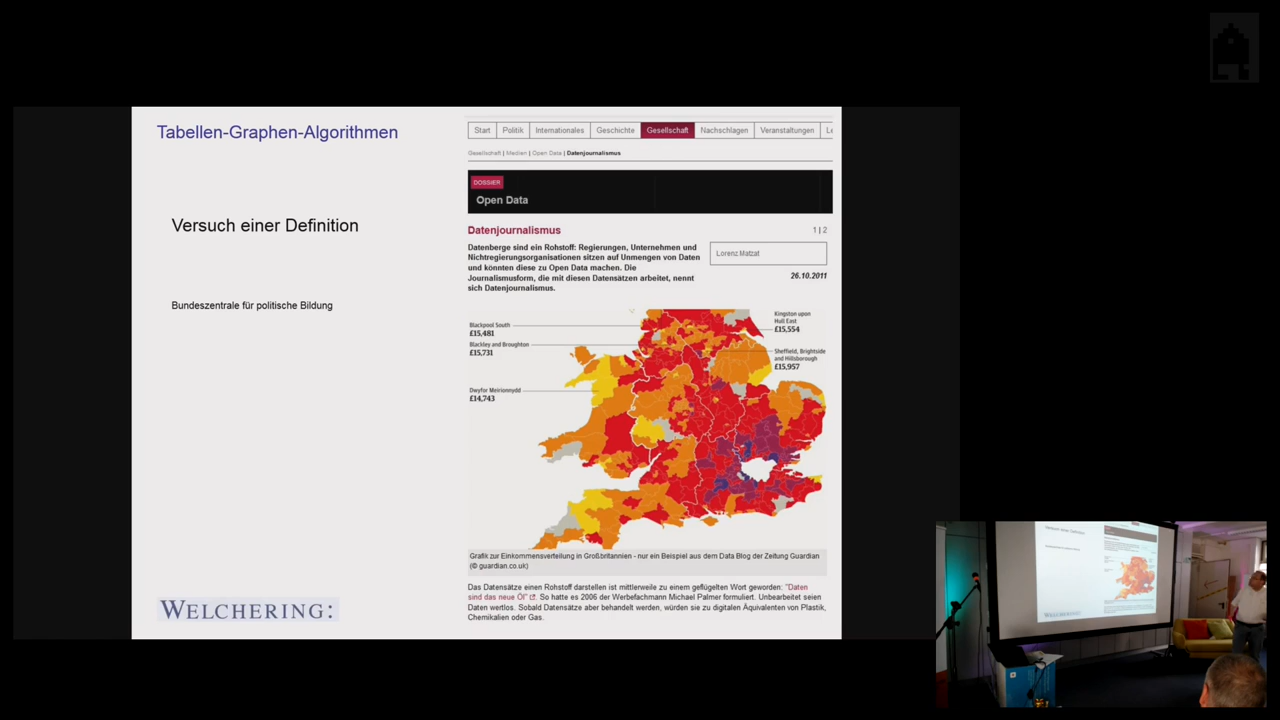 Tabellen-Graphen-Algorithmen
Versuch einer Definition
Bundeszentrale für politische Bildung
WELCHERING:
Start Politik Internationales Geschichte Gesellschaft Nachschlagen Veranstaltungen Le
Gesellschaft | Medien | Open Data | Datenjournalismus
DOSSIER
Open Data
Datenjournalismus
1 | 2
Datenberge sind ein Rohstoff: Regierungen, Unternehmen und
Nichtregierungsorganisationen sitzen auf Unmengen von Daten
und könnten diese zu Open Data machen. Die
Journalismusform, die mit diesen Datensätzen arbeitet, nennt
sich Datenjournalismus.
Lorenz Matzat
26.10.2011
Blackpool South
£15,481
Blackley and Broughton
£15,731
Dwyfor Meirionnydd
£14,743
Kingston upon
Hull East
£15,554
Sheffield, Brightside
and Hillsborough
£15,957
Grafik zur Einkommensverteilung in Großbritannien - nur ein Beispiel aus dem Data Blog der Zeitung Guardian
(© guardian.co.uk)
Das Datensätze einen Rohstoff darstellen ist mittlerweile zu einem geflügelten Wort geworden: "Daten
sind das neue Öl". So hatte es 2006 der Werbefachmann Michael Palmer formuliert. Unbearbeitet seien
Daten wertlos. Sobald Datensätze aber behandelt werden, würden sie zu digitalen Äquivalenten von Plastik,
Chemikalien oder Gas.
Versuch einer Definition